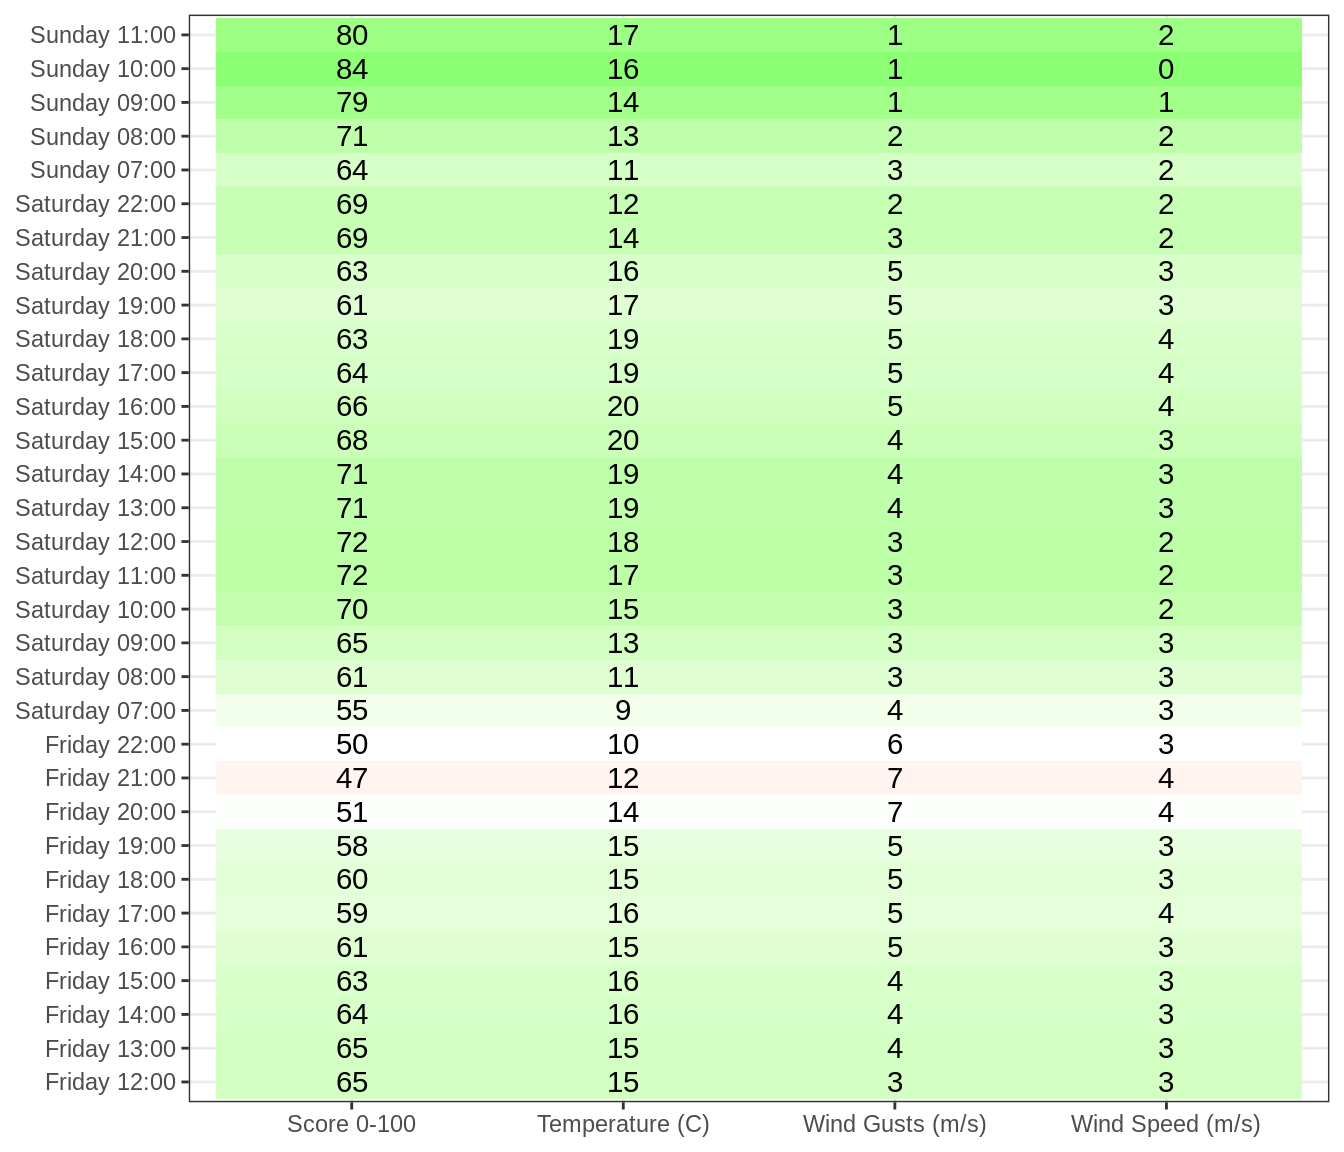 Sunday 11:00 80 17 1 2
Sunday 10:00 84 16 1 0
Sunday 09:00 79 14 1 1
Sunday 08:00 71 13 2 2
Sunday 07:00 64 11 3 2
Saturday 22:00 69 12 2 2
Saturday 21:00 69 14 3 2
Saturday 20:00 63 16 5 3
Saturday 19:00 61 17 5 3
Saturday 18:00 63 19 5 4
Saturday 17:00 64 19 5 4
Saturday 16:00 66 20 5 4
Saturday 15:00 68 20 4 3
Saturday 14:00 71 19 4 3
Saturday 13:00 71 19 4 3
Saturday 12:00 72 18 3 2
Saturday 11:00 72 17 3 2
Saturday 10:00 70 15 3 2
Saturday 09:00 65 13 3 3
Saturday 08:00 61 11 3 3
Saturday 07:00 55 9 4 3
Friday 22:00 50 10 6 3
Friday 21:00 47 12 7 4
Friday 20:00 51 14 7 4
Friday 19:00 58 15 5 3
Friday 18:00 60 15 5 3
Friday 17:00 59 16 5 4
Friday 16:00 61 15 5 3
Friday 15:00 63 16 4 3
Friday 14:00 64 16 4 3
Friday 13:00 65 15 4 3
Friday 12:00 65 15 3 3
Score 0-100 Temperature (C) Wind Gusts (m/s) Wind Speed (m/s)